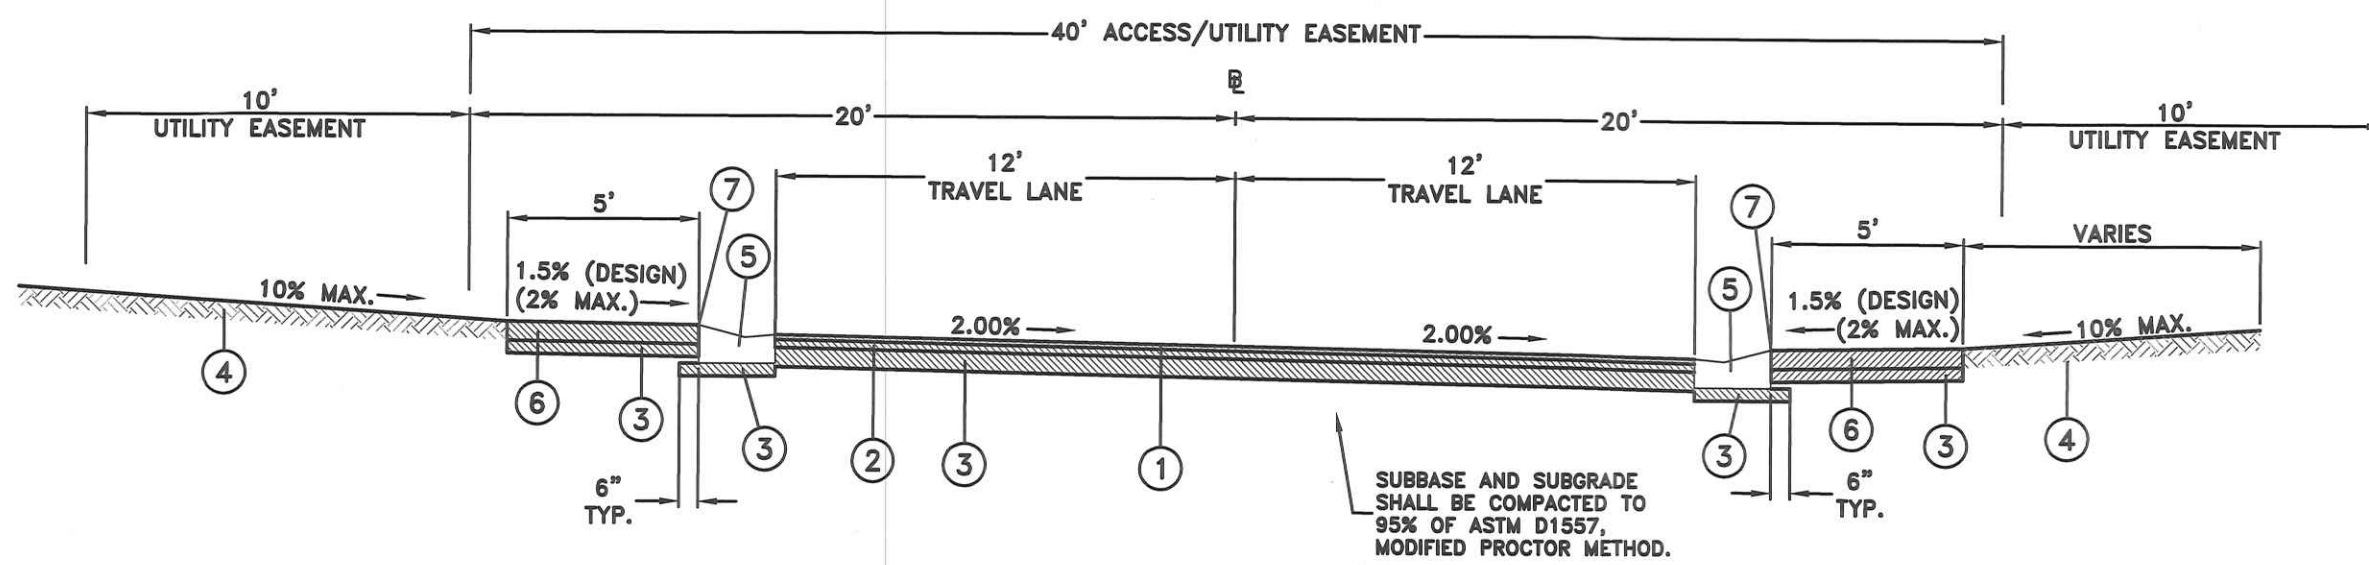 40' ACCESS/UTILITY EASEMENT
10'
UTILITY EASEMENT
20'
20'
10'
UTILITY EASEMENT
12'
TRAVEL LANE
12'
TRAVEL LANE
5'
7
5
7
5
5'
VARIES
1.5% (DESIGN)
(2% MAX.)
10% MAX.
2.00%
2.00%
1.5% (DESIGN)
(2% MAX.)
10% MAX.
4
6
3
3
2
3
1
3
6
3
4
6"
TYP.
SUBBASE AND SUBGRADE
SHALL BE COMPACTED TO
95% OF ASTM D1557,
MODIFIED PROCTOR METHOD.
6"
TYP.